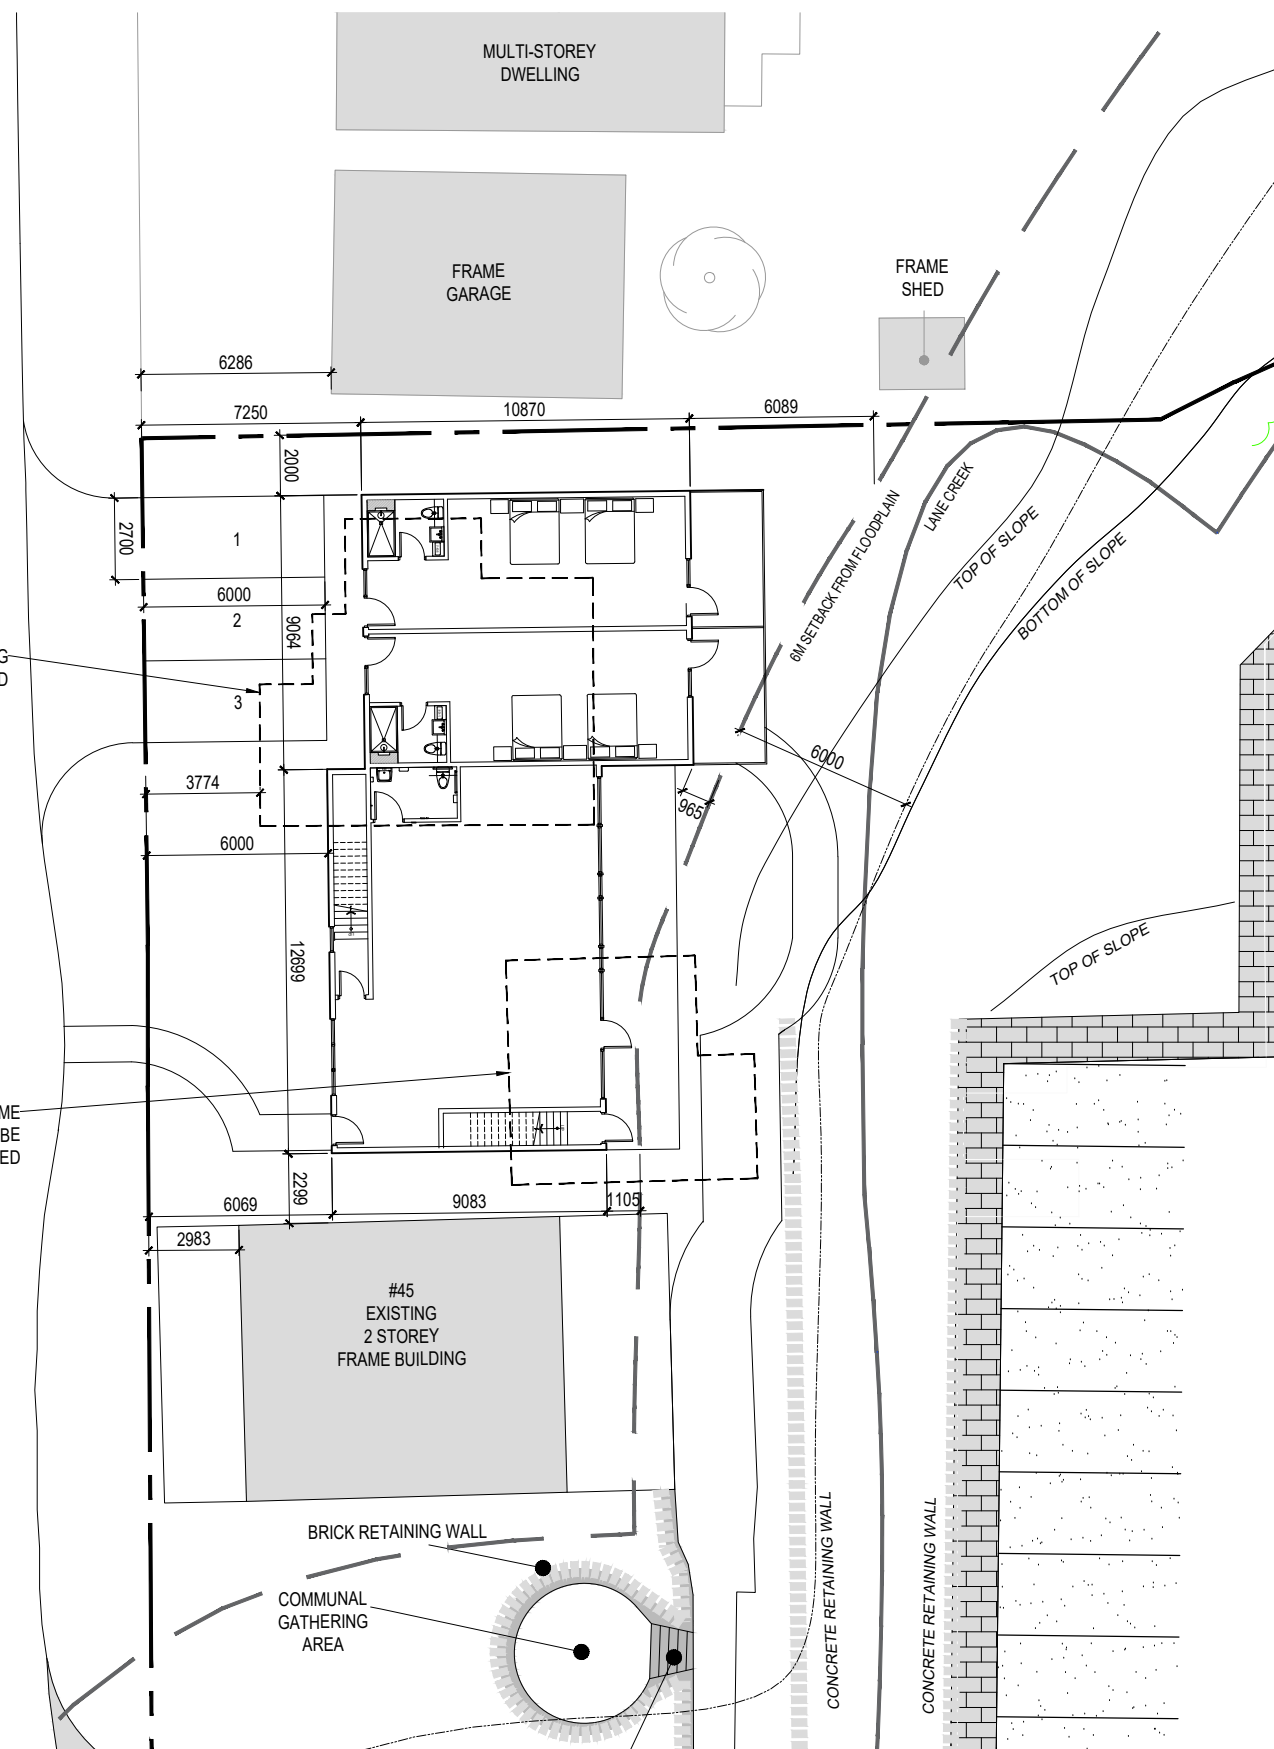 MULTI-STOREY
DWELLING
FRAME
GARAGE
FRAME
SHED
6286
7250
10870
6089
2000
2700
1
6000
2
9064
3
G
D
3774
6000
12699
965
6000
6M SETBACK FROM FLOODPLAIN
LANE CREEK
TOP OF SLOPE
BOTTOM OF SLOPE
TOP OF SLOPE
ME
BE
ED
2299
6069
9083
1105
2983
#45
EXISTING
2 STOREY
FRAME BUILDING
BRICK RETAINING WALL
COMMUNAL
GATHERING
AREA
CONCRETE RETAINING WALL
CONCRETE RETAINING WALL